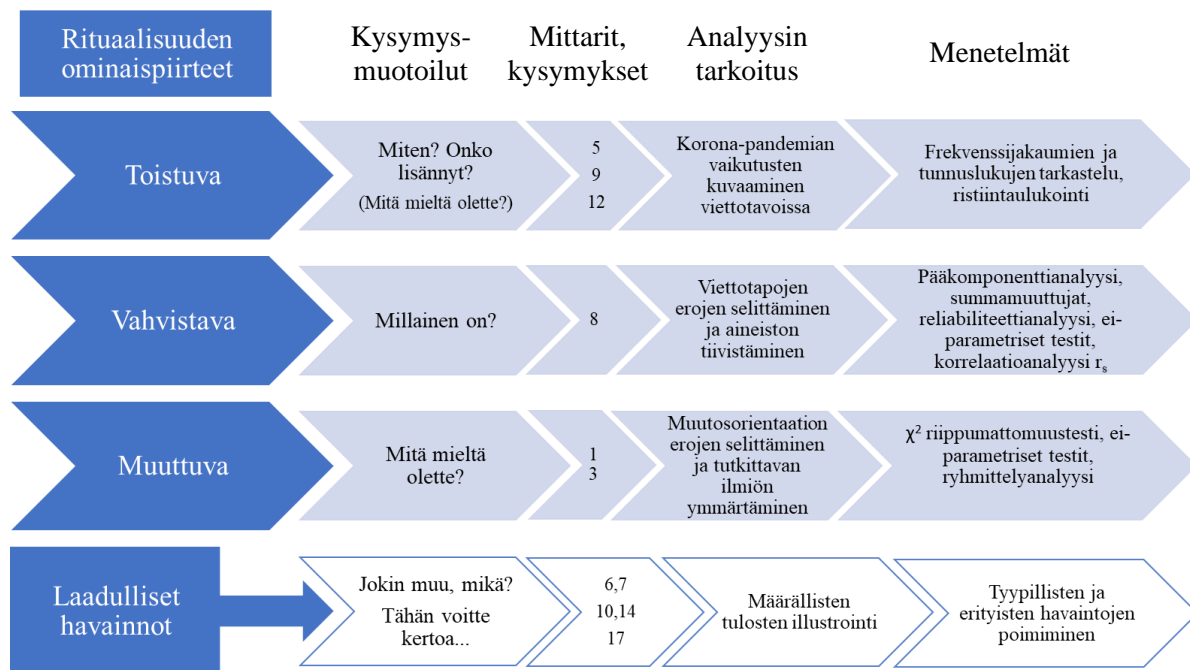 Rituaalisuuden
ominaispiirteet
Kysymys-
muotoilut
Mittarit,
kysymykset
Analyysin
tarkoitus
Menetelmät
Toistuva
Miten? Onko
lisännyt?
(Mitä mieltä olette?)
5
9
12
Korona-pandemian
vaikutusten
kuvaaminen
viettotavoissa
Frekvenssijakaumien ja
tunnuslukujen tarkastelu,
ristiintaulukointi
Vahvistava
Millainen on?
8
Viettotapojen
erojen selittäminen
ja aineiston
tiivistäminen
Pääkomponenttianalyysi,
summamuuttujat,
reliabiliteettianalyysi, ei-
parametriset testit,
korrelaatioanalyysi rₛ
Muuttuva
Mitä mieltä
olette?
1
3
Muutosorientaation
erojen selittäminen
ja tutkittavan
ilmiön
ymmärtäminen
χ² riippumattomuustesti, ei-
parametriset testit,
ryhmittelyanalyysi
Laadulliset
havainnot
Jokin muu, mikä?
Tähän voitte
kertoa...
6,7
10,14
17
Määrällisten
tulosten illustrointi
Tyypillisten ja
erityisten havaintojen
poimiminen